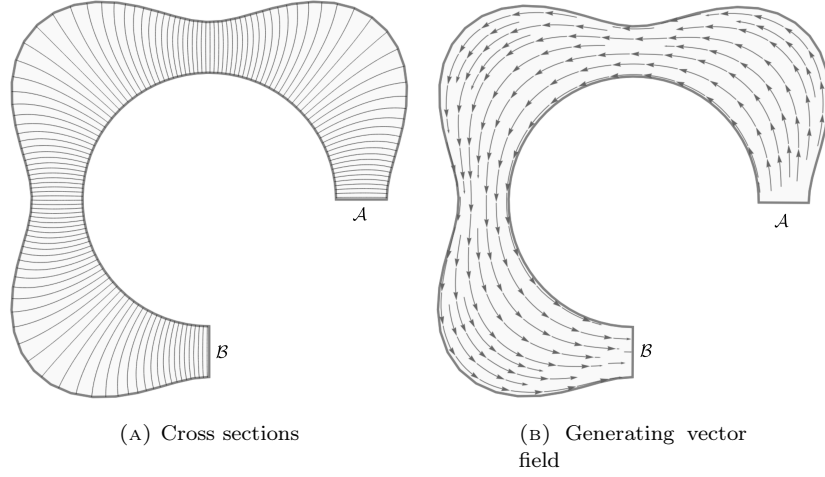 𝒜
ℬ
𝒜
ℬ
(A) Cross sections
(B) Generating vector
field